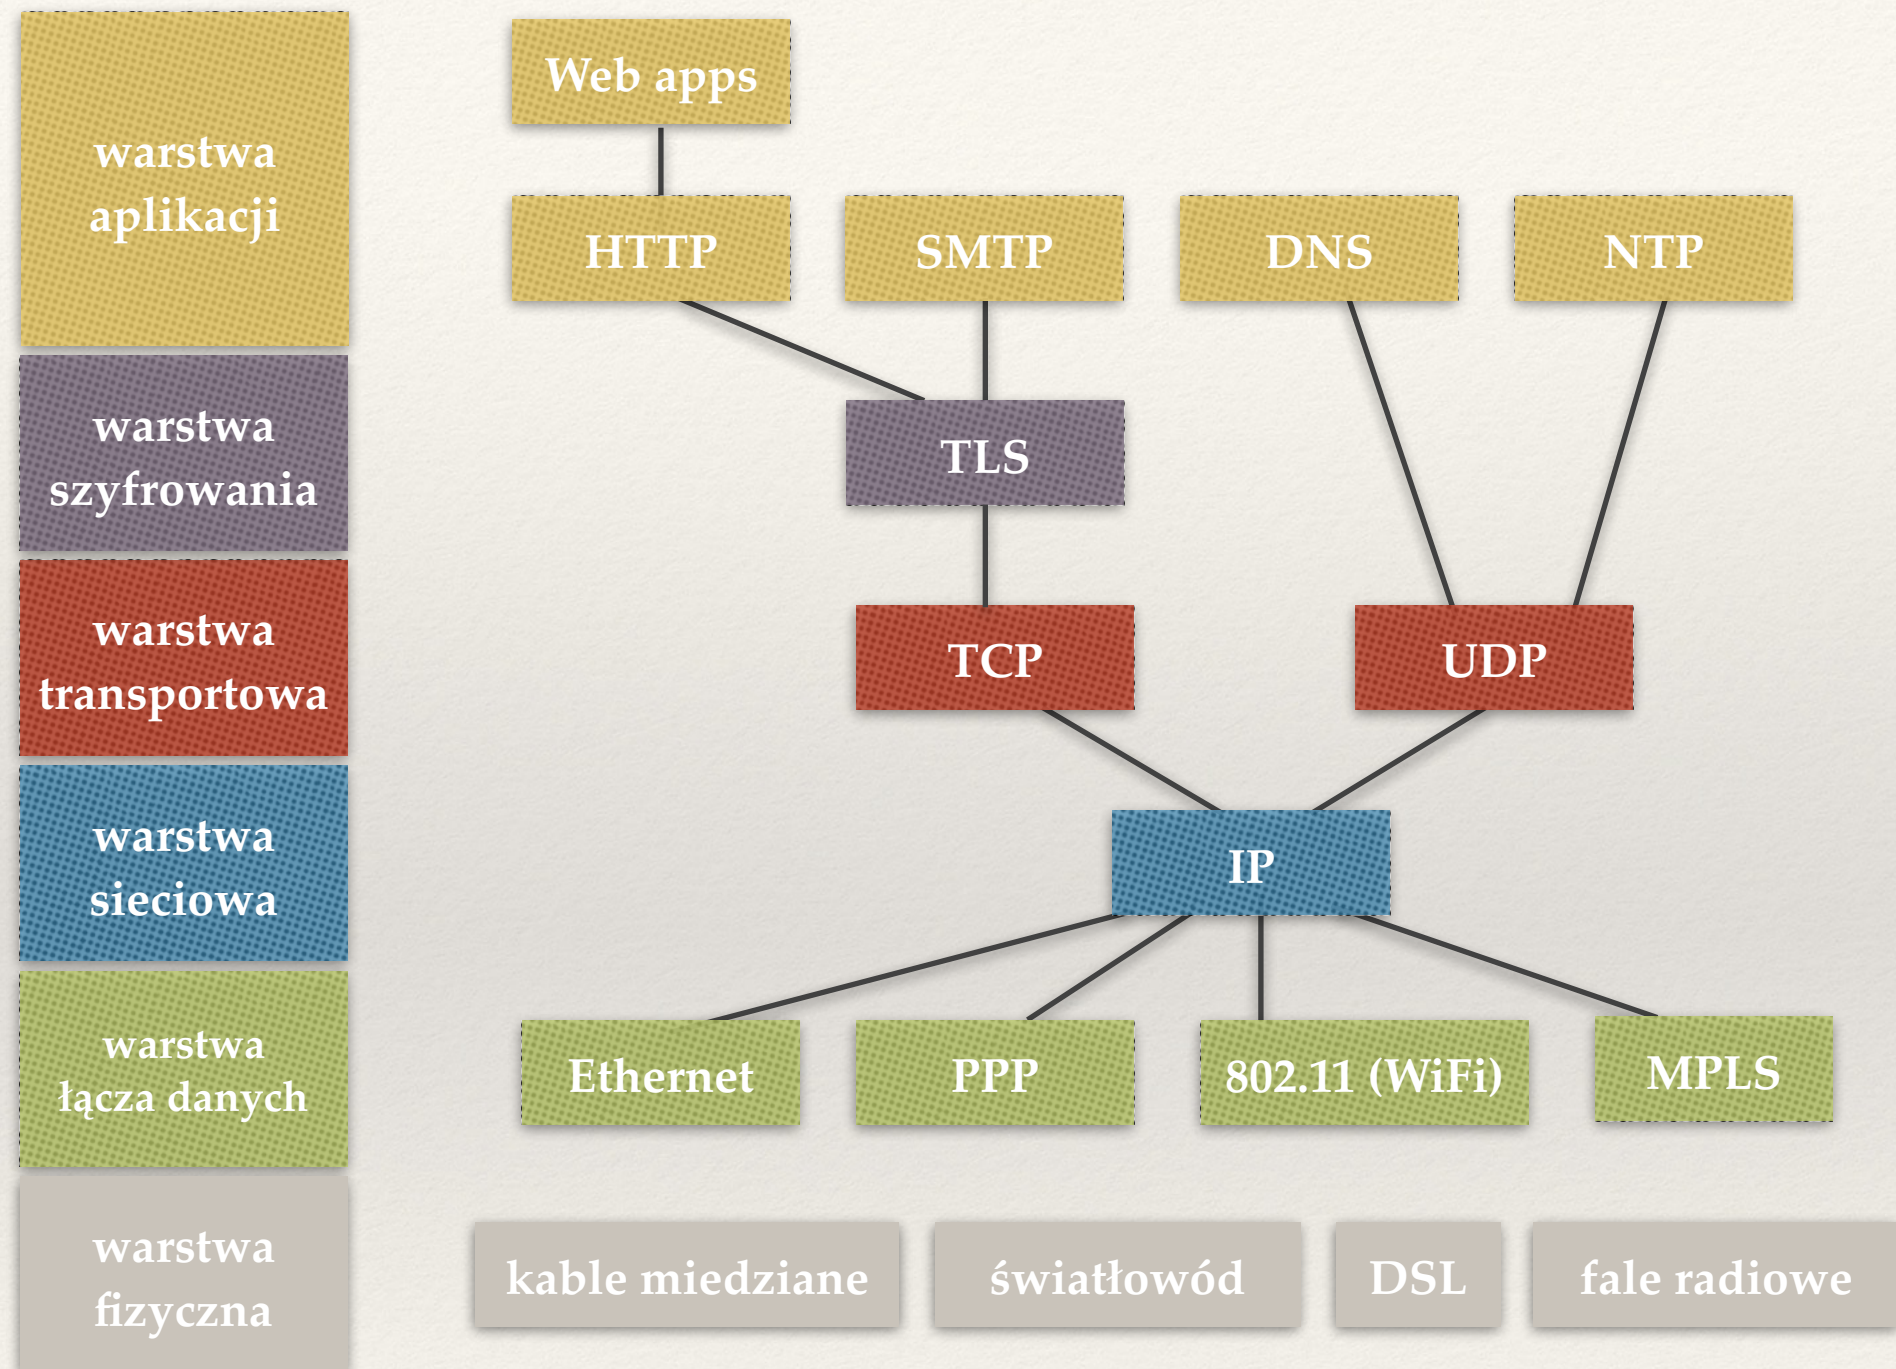 warstwa
aplikacji
Web apps
HTTP
SMTP
DNS
NTP
warstwa
szyfrowania
TLS
warstwa
transportowa
TCP
UDP
warstwa
sieciowa
IP
warstwa
łącza danych
Ethernet
PPP
802.11 (WiFi)
MPLS
warstwa
fizyczna
kable miedziane
światłowód
DSL
fale radiowe